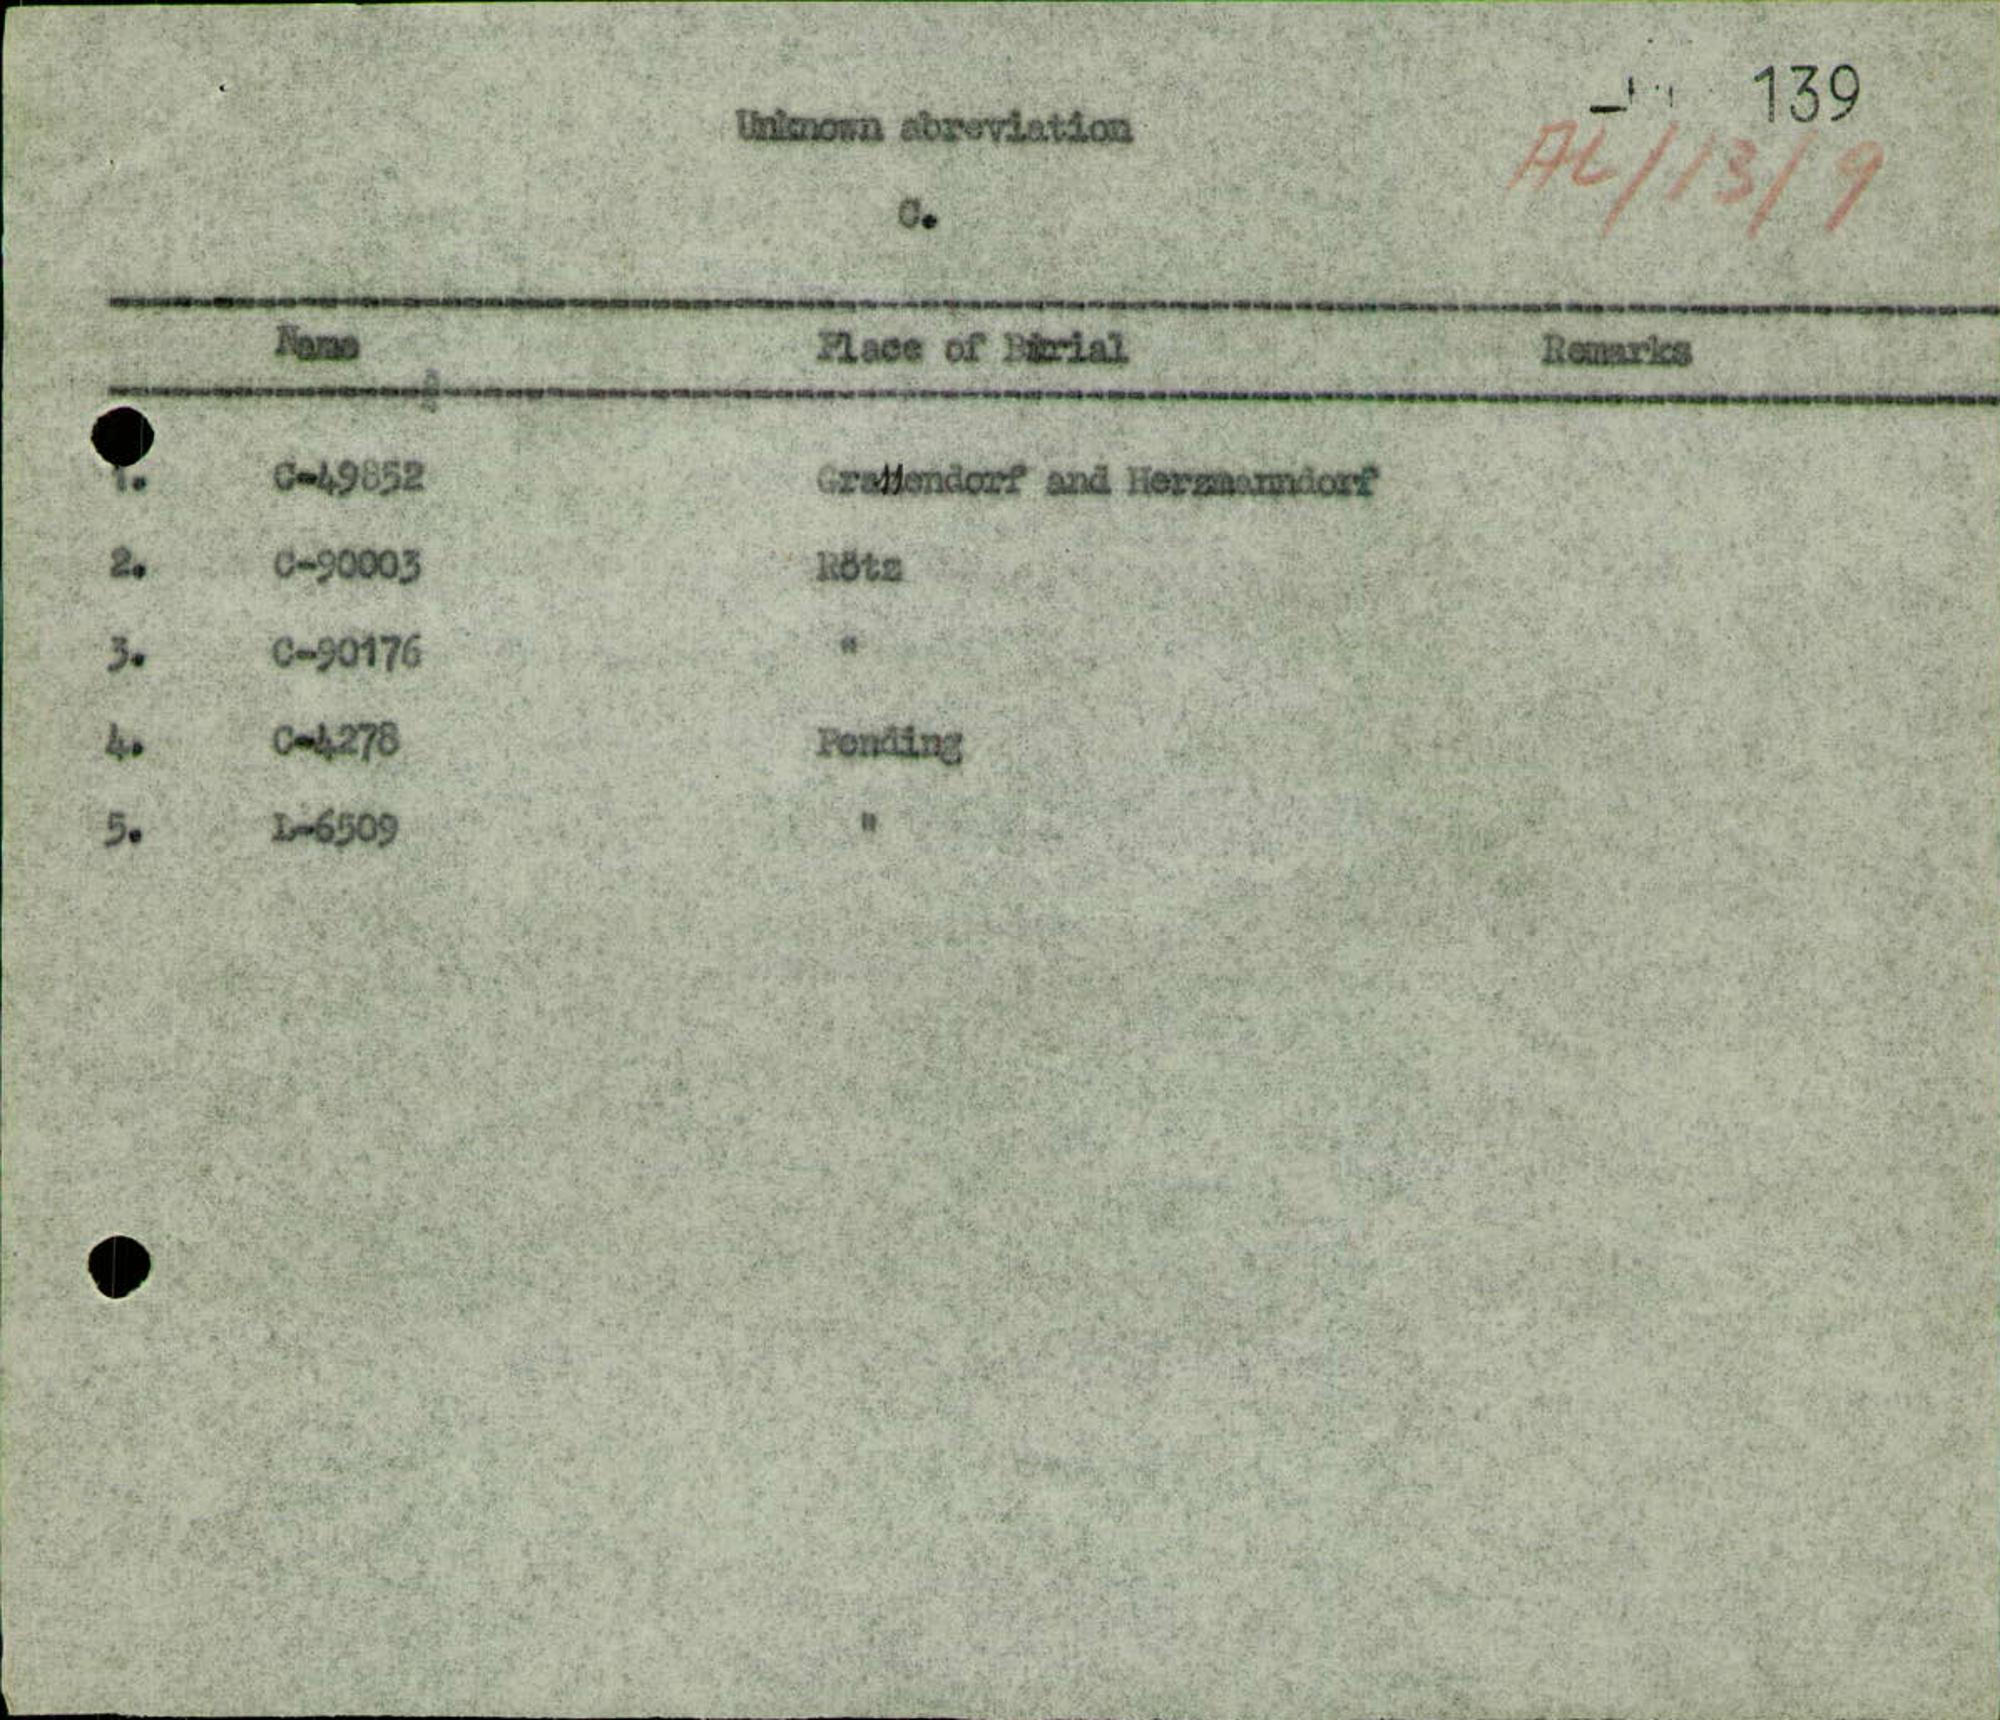 139
AL/13/9
Unknown abreviation
C.
Name Place of Burial Remarks
1. C-49852 Grattendorf and Herzmanndorf
2. C-90003 Rötz
3. C-90176 "
4. C-4278 Pending
5. L-6509 "